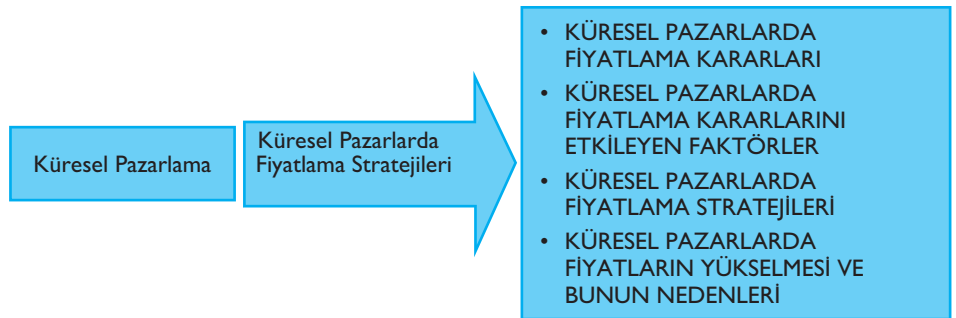 Küresel Pazarlama
Küresel Pazarlarda
Fiyatlama Stratejileri
• KÜRESEL PAZARLARDA
FİYATLAMA KARARLARI
• KÜRESEL PAZARLARDA
FİYATLAMA KARARLARINI
ETKİLEYEN FAKTÖRLER
• KÜRESEL PAZARLARDA
FİYATLAMA STRATEJİLERİ
• KÜRESEL PAZARLARDA
FİYATLARIN YÜKSELMESİ VE
BUNUN NEDENLERİ